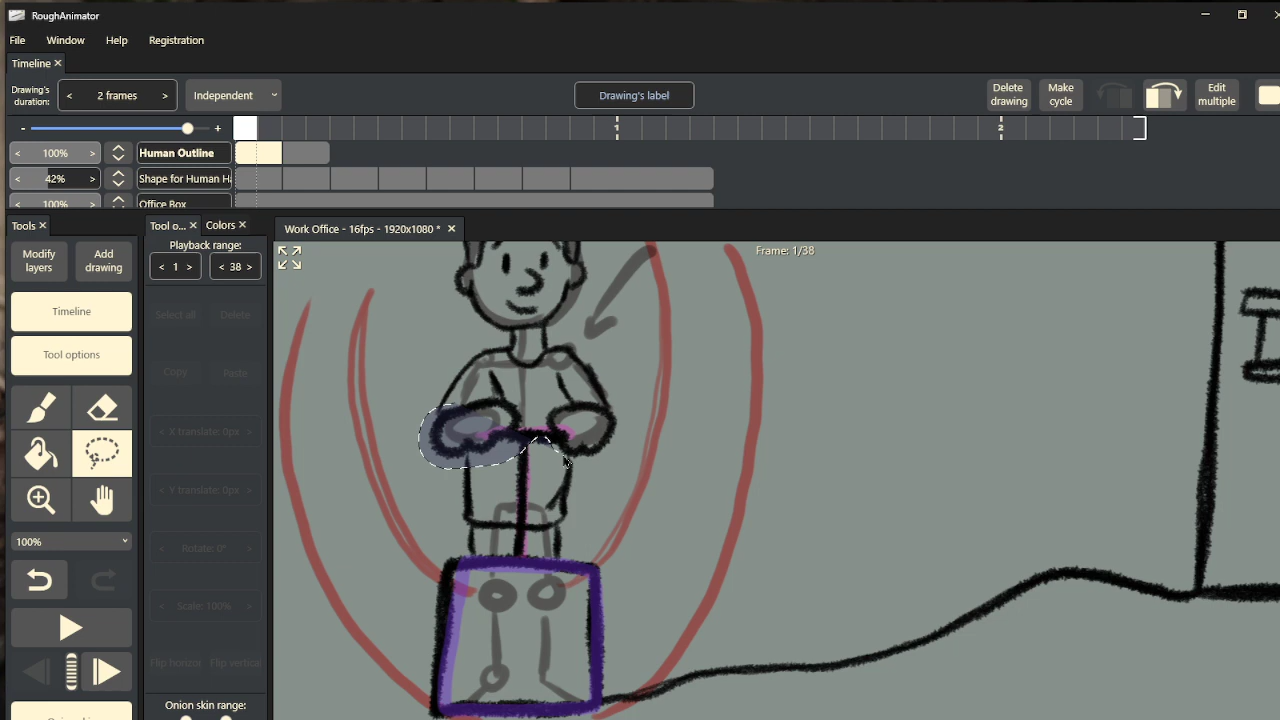 RoughAnimator
File Window Help Registration
Timeline
Drawing's duration:
2 frames
Independent
Drawing's label
Delete drawing
Make cycle
Edit multiple
- +
1 2
100% Human Outline
42% Shape for Human H
100% Office Box
Tools
Tool o...
Colors
Work Office - 16fps - 1920x1080 *
Modify layers
Add drawing
Playback range:
1
38
Frame: 1/38
Timeline
Select all
Delete
Tool options
Copy
Paste
X translate: 0px
Y translate: 0px
100%
Rotate: 0°
Scale: 100%
Flip horizon
Flip vertical
Onion skin range: